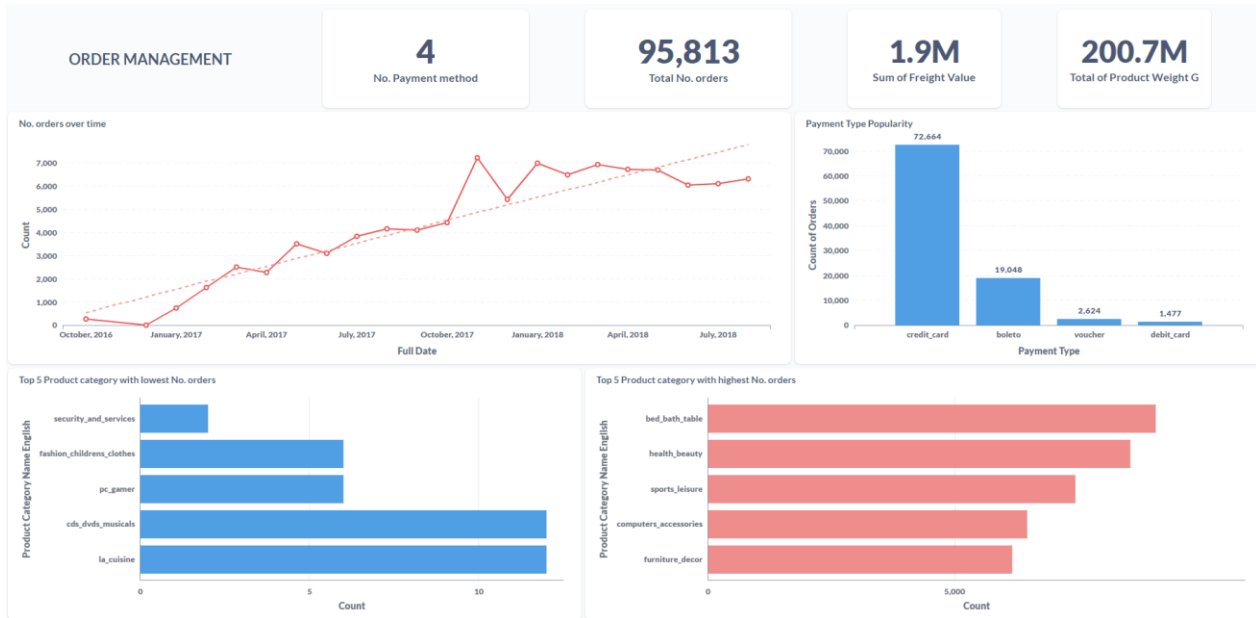 ORDER MANAGEMENT
4
No. Payment method
95,813
Total No. orders
1.9M
Sum of Freight Value
200.7M
Total of Product Weight G
No. orders over time
7,000
6,000
5,000
4,000
3,000
2,000
1,000
0
Count
October, 2016
January, 2017
April, 2017
July, 2017
October, 2017
January, 2018
April, 2018
July, 2018
Full Date
Payment Type Popularity
72,664
70,000
60,000
50,000
40,000
30,000
20,000
10,000
0
Count of Orders
19,048
2,624
1,477
credit_card
boleto
voucher
debit_card
Payment Type
Top 5 Product category with lowest No. orders
Product Category Name English
security_and_services
fashion_childrens_clothes
pc_gamer
cds_dvds_musicals
la_cuisine
0
5
10
Count
Top 5 Product category with highest No. orders
Product Category Name English
bed_bath_table
health_beauty
sports_leisure
computers_accessories
furniture_decor
0
5,000
Count